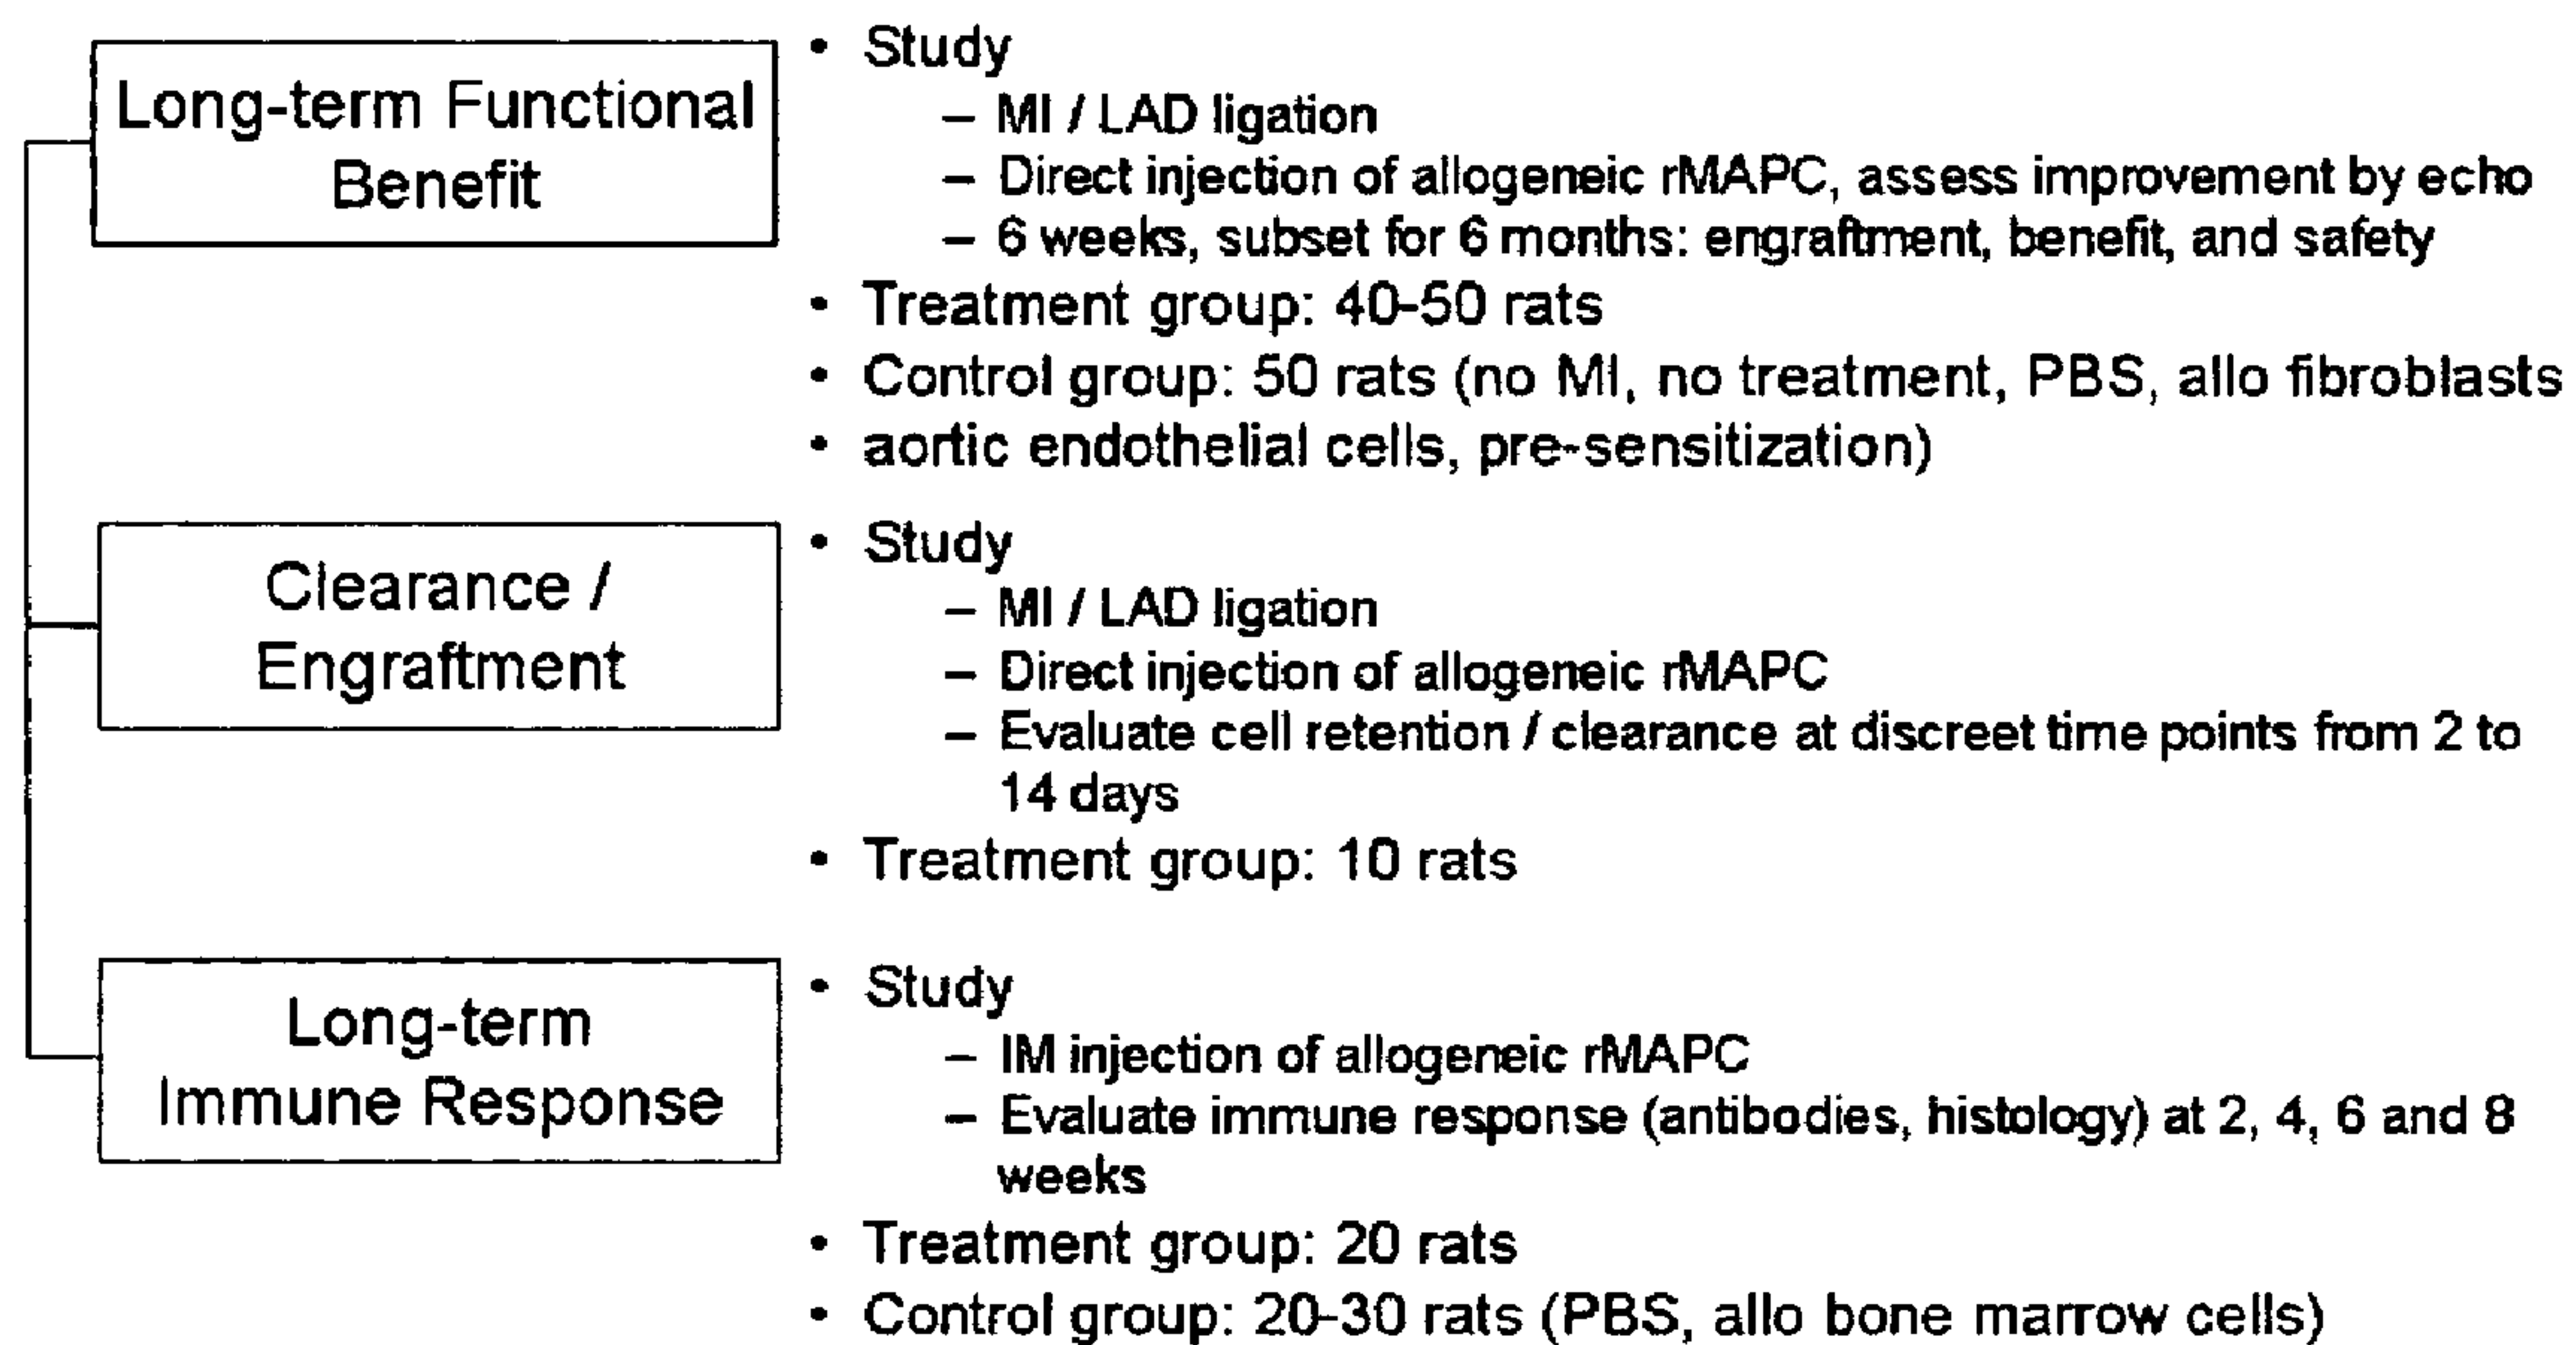 Long-term Functional
Benefit
• Study
– MI / LAD ligation
– Direct injection of allogeneic rMAPC, assess improvement by echo
– 6 weeks, subset for 6 months: engraftment, benefit, and safety
• Treatment group: 40-50 rats
• Control group: 50 rats (no MI, no treatment, PBS, allo fibroblasts
• aortic endothelial cells, pre-sensitization)
Clearance /
Engraftment
• Study
– MI / LAD ligation
– Direct injection of allogeneic rMAPC
– Evaluate cell retention / clearance at discreet time points from 2 to
14 days
• Treatment group: 10 rats
Long-term
Immune Response
• Study
– IM injection of allogeneic rMAPC
– Evaluate immune response (antibodies, histology) at 2, 4, 6 and 8
weeks
• Treatment group: 20 rats
• Control group: 20-30 rats (PBS, allo bone marrow cells)